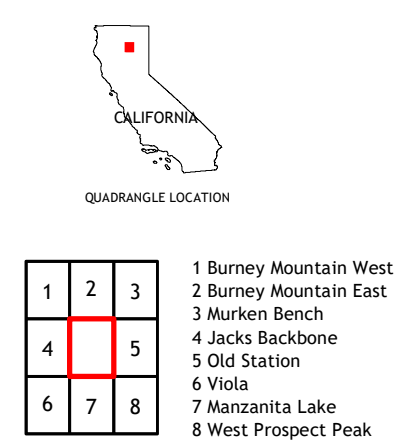 CALIFORNIA
QUADRANGLE LOCATION
1 2 3
4 5
6 7 8
1 Burney Mountain West
2 Burney Mountain East
3 Murken Bench
4 Jacks Backbone
5 Old Station
6 Viola
7 Manzanita Lake
8 West Prospect Peak